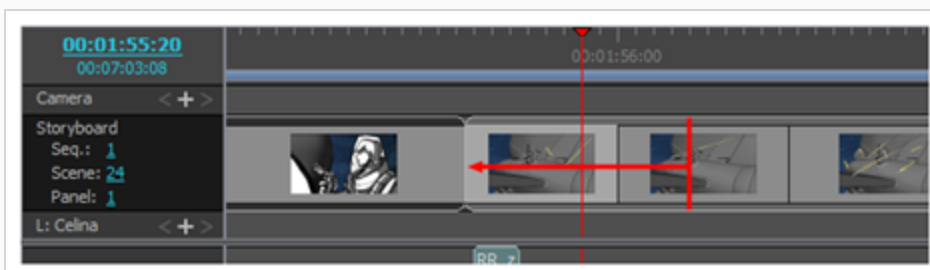 00:01:55:20
00:07:03:08
00:01:56:00
Camera < + >
Storyboard
Seq.: 1
Scene: 24
Panel: 1
L: Celina < + >
RR_z